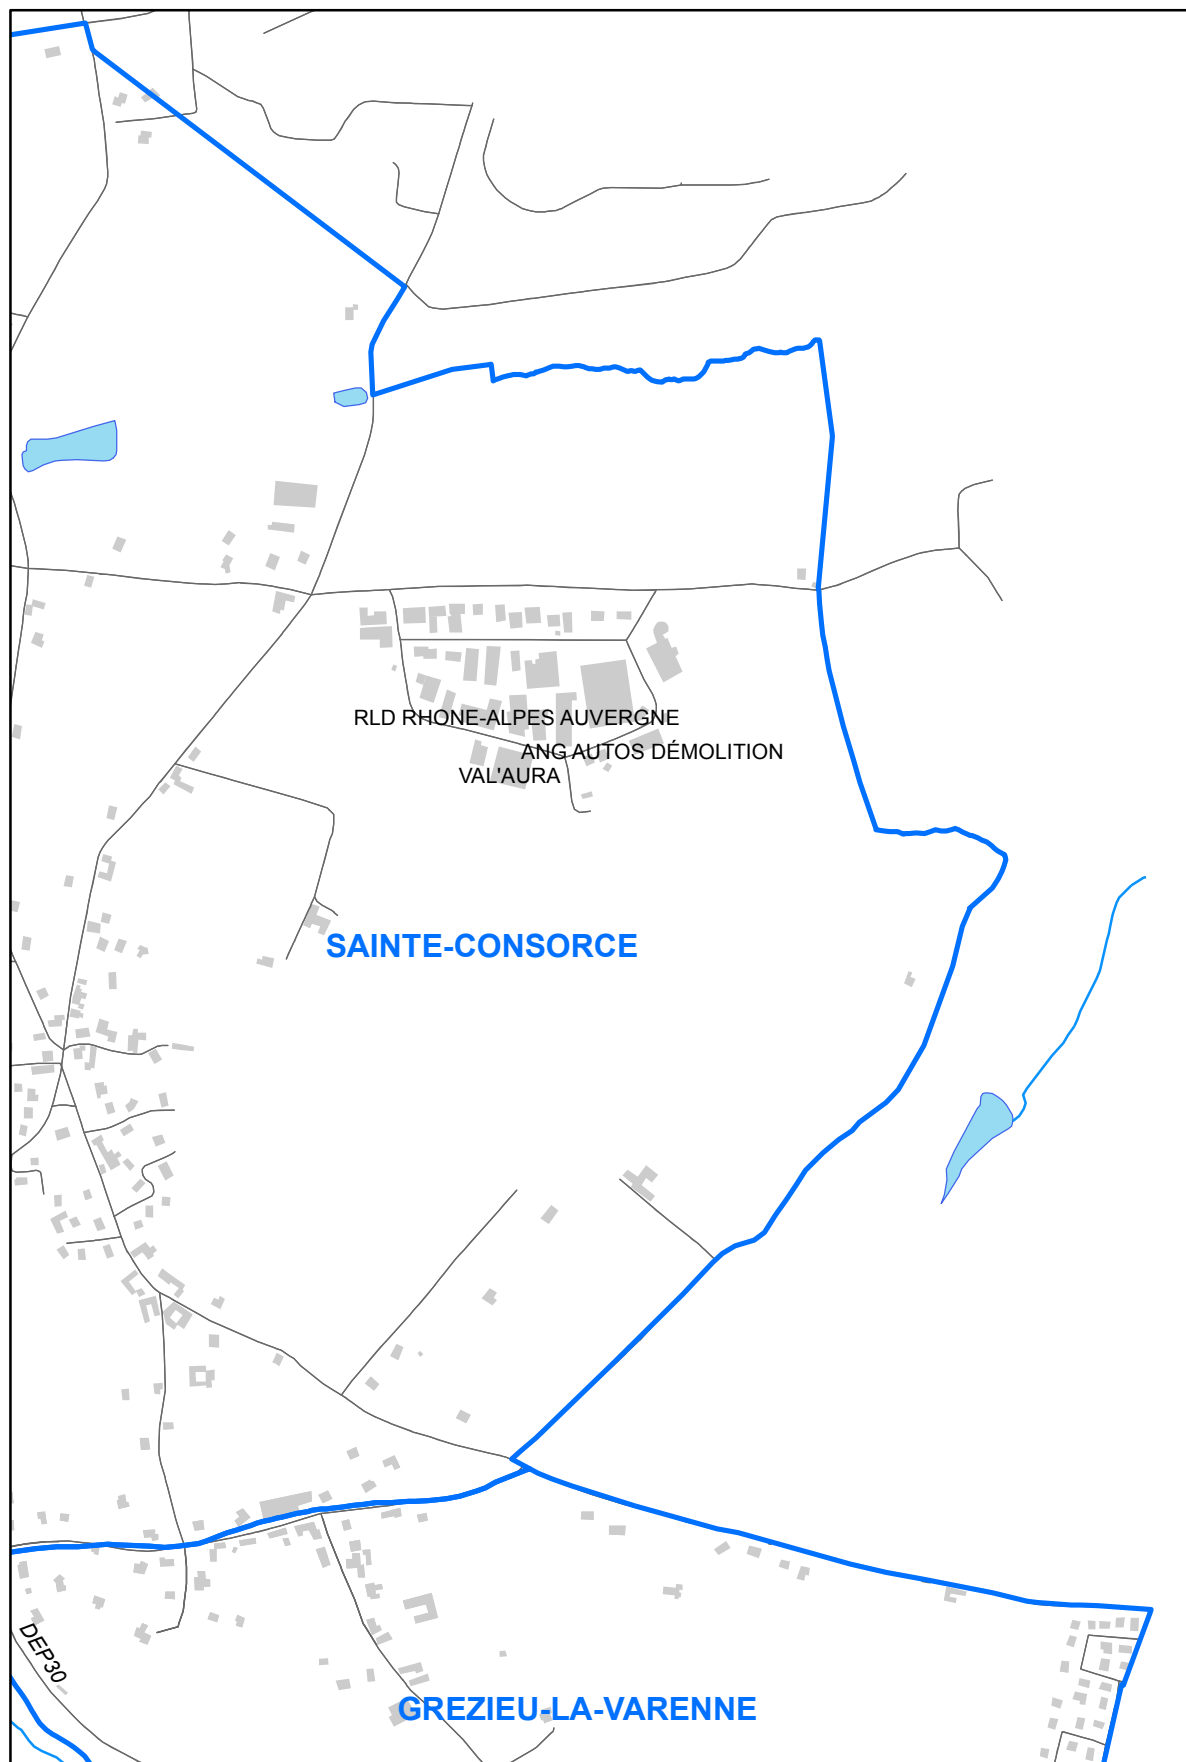 RLD RHONE-ALPES AUVERGNE
ANG AUTOS DÉMOLITION
VAL'AURA
SAINTE-CONSORCE
DEP30
GREZIEU-LA-VARENNE